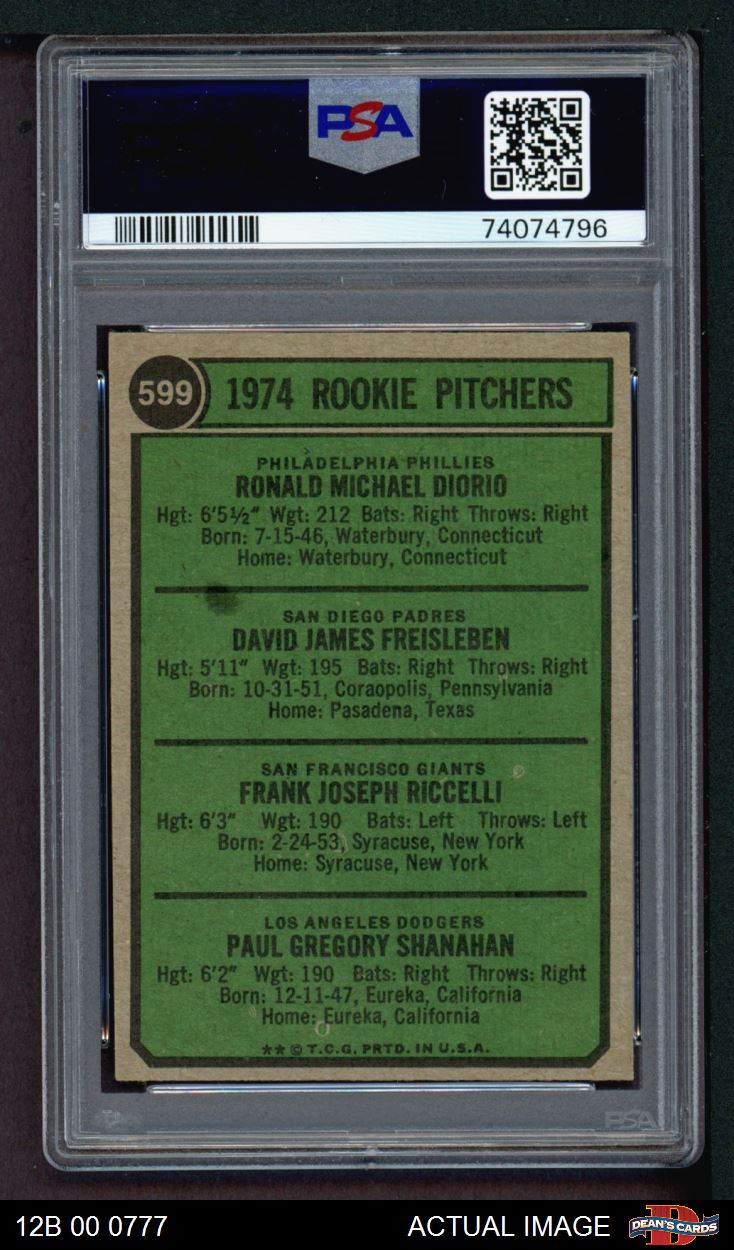 PSA
74074796
599
1974 ROOKIE PITCHERS
PHILADELPHIA PHILLIES
RONALD MICHAEL DIORIO
Hgt: 6'5½" Wgt: 212 Bats: Right Throws: Right
Born: 7-15-46, Waterbury, Connecticut
Home: Waterbury, Connecticut
SAN DIEGO PADRES
DAVID JAMES FREISLEBEN
Hgt: 5'11" Wgt: 195 Bats: Right Throws: Right
Born: 10-31-51, Coraopolis, Pennsylvania
Home: Pasadena, Texas
SAN FRANCISCO GIANTS
FRANK JOSEPH RICCELLI
Hgt: 6'3" Wgt: 190 Bats: Left Throws: Left
Born: 2-24-53, Syracuse, New York
Home: Syracuse, New York
LOS ANGELES DODGERS
PAUL GREGORY SHANAHAN
Hgt: 6'2" Wgt: 190 Bats: Right Throws: Right
Born: 12-11-47, Eureka, California
Home: Eureka, California
** © T.C.G. PRTD. IN U.S.A.
PSA
12B 00 0777 ACTUAL IMAGE D DEAN'S CARDS